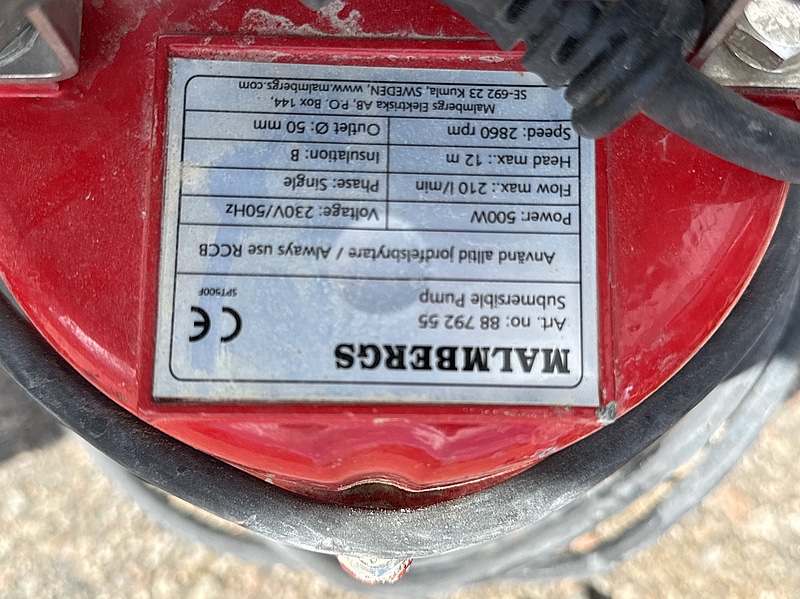 MALMBERGS
Art. no: 88 792 55
Submersible Pump
CE
SPT500F
Använd alltid jordfelsbrytare / Always use RCCB
Power: 500W Voltage: 230V/50Hz
Flow max.: 210 l/min Phase: Single
Head max.: 12 m Insulation: B
Speed: 2860 rpm Outlet Ø: 50 mm
Malmbergs Elektriska AB, P.O. Box 144,
SE-692 23 Kumla, SWEDEN, www.malmbergs.com